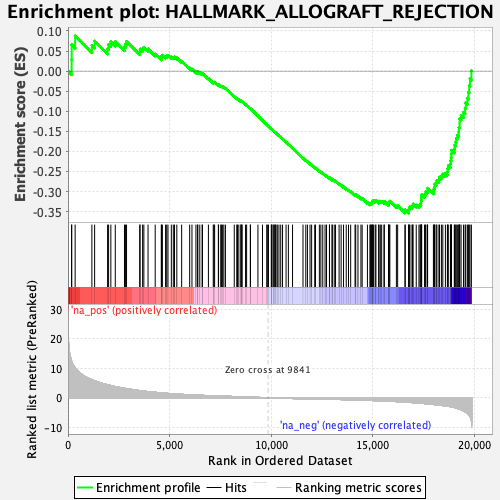 Enrichment plot: HALLMARK_ALLOGRAFT_REJECTION
Enrichment score (ES)
0.10
0.05
0.00
-0.05
-0.10
-0.15
-0.20
-0.25
-0.30
-0.35
'na_pos' (positively correlated)
Ranked list metric (PreRanked)
30
20
10
0
-10
Zero cross at 9841
'na_neg' (negatively correlated)
0
5,000
10,000
15,000
20,000
Rank in Ordered Dataset
Enrichment profile
Hits
Ranking metric scores